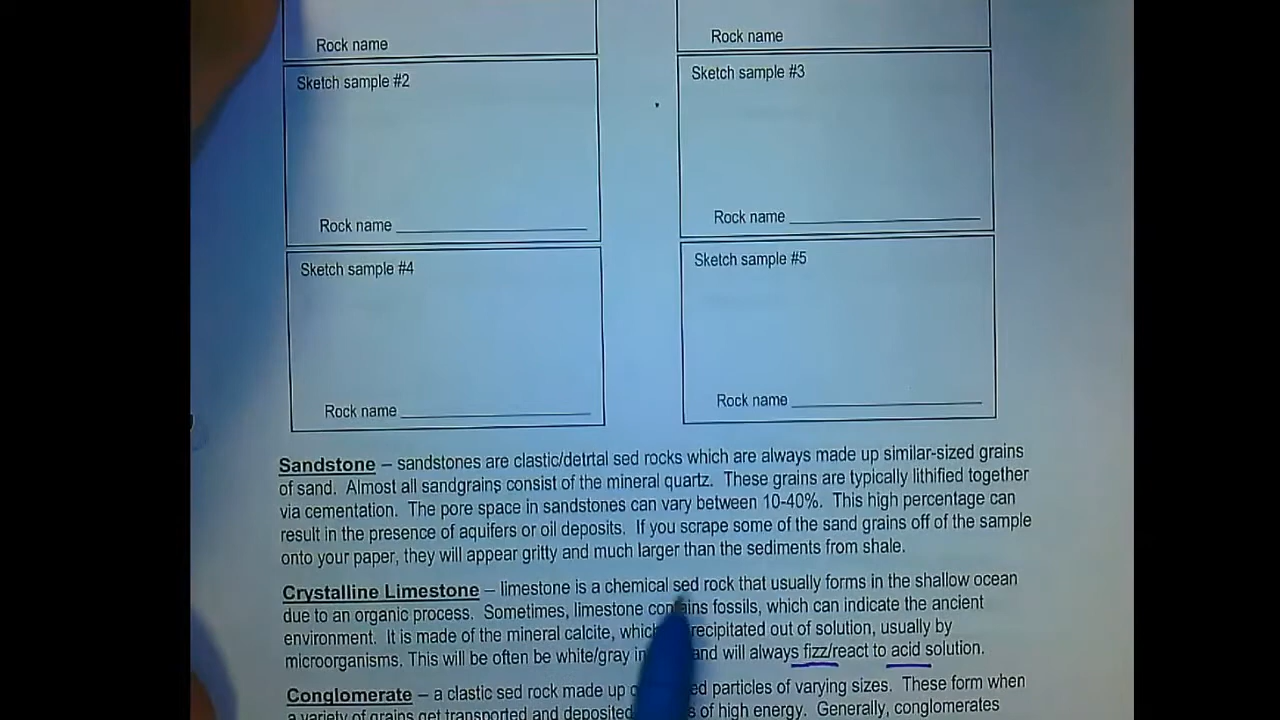 Rock name
Rock name
Sketch sample #2
Sketch sample #3
Rock name
Rock name
Sketch sample #4
Sketch sample #5
Rock name
Rock name
Sandstone – sandstones are clastic/detrtal sed rocks which are always made up similar-sized grains
of sand. Almost all sandgrains consist of the mineral quartz. These grains are typically lithified together
via cementation. The pore space in sandstones can vary between 10-40%. This high percentage can
result in the presence of aquifers or oil deposits. If you scrape some of the sand grains off of the sample
onto your paper, they will appear gritty and much larger than the sediments from shale.
Crystalline Limestone – limestone is a chemical sed rock that usually forms in the shallow ocean
due to an organic process. Sometimes, limestone contains fossils, which can indicate the ancient
environment. It is made of the mineral calcite, which precipitated out of solution, usually by
microorganisms. This will be often be white/gray in and will always fizz/react to acid solution.
Conglomerate – a clastic sed rock made up particles of varying sizes. These form when
a variety of grains get transported and deposited of high energy. Generally, conglomerates